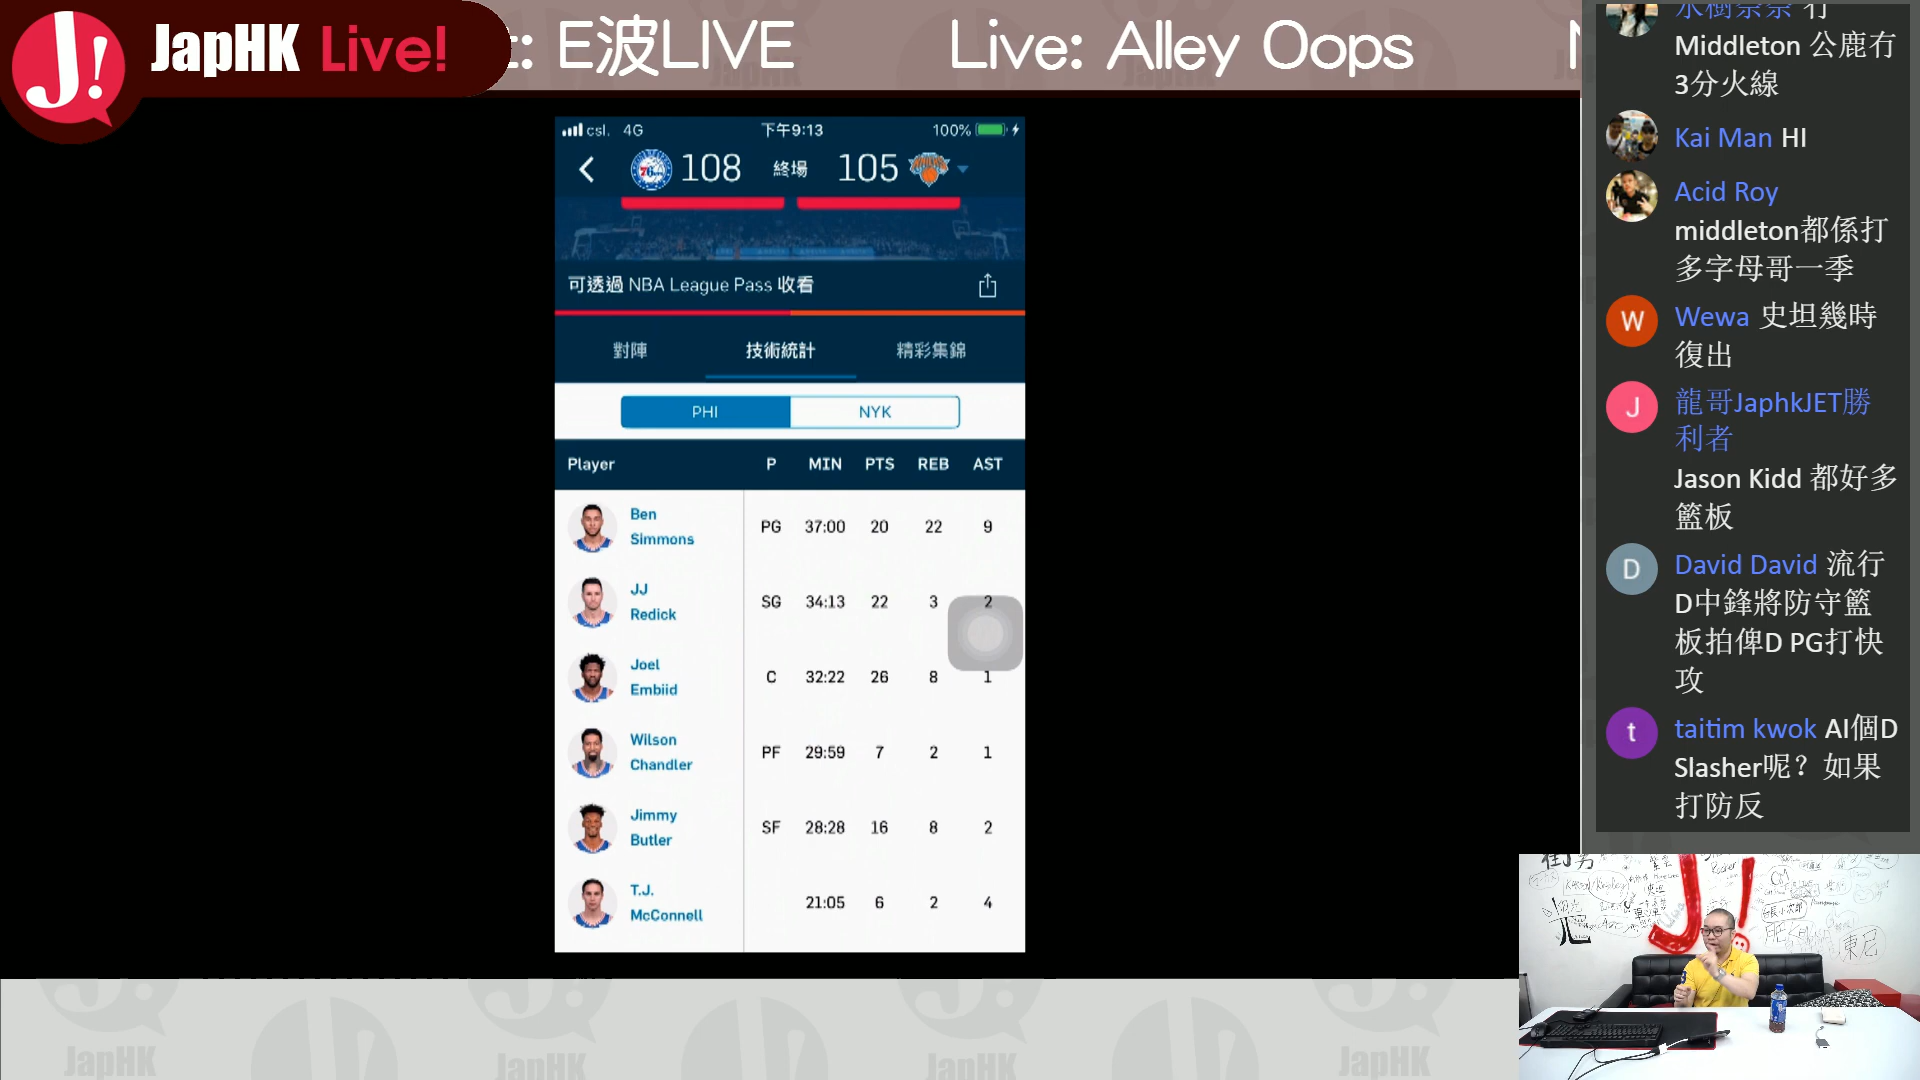 JapHK Live!
t: E波LIVE Live: Alley Oops
csl. 4G 下午9:13 100%
76ers 108 終場 105
可透過 NBA League Pass 收看
對陣 技術統計 精彩集錦
PHI NYK
Player P MIN PTS REB AST
Ben Simmons PG 37:00 20 22 9
JJ Redick SG 34:13 22 3 2
Joel Embiid C 32:22 26 8 1
Wilson Chandler PF 29:59 7 2 1
Jimmy Butler SF 28:28 16 8 2
T.J. McConnell 21:05 6 2 4
水樹奈奈 冇
Middleton 公鹿冇
3分火線
Kai Man HI
Acid Roy
middleton都係打
多字母哥一季
W Wewa 史坦幾時
復出
J 龍哥JaphkJET勝
利者
Jason Kidd 都好多
籃板
D David David 流行
D中鋒將防守籃
板拍俾D PG打快
攻
t taitim kwok AI個D
Slasher呢？如果
打防反
J!
東尼
JapHK
JapHK
JapHK
JapHK